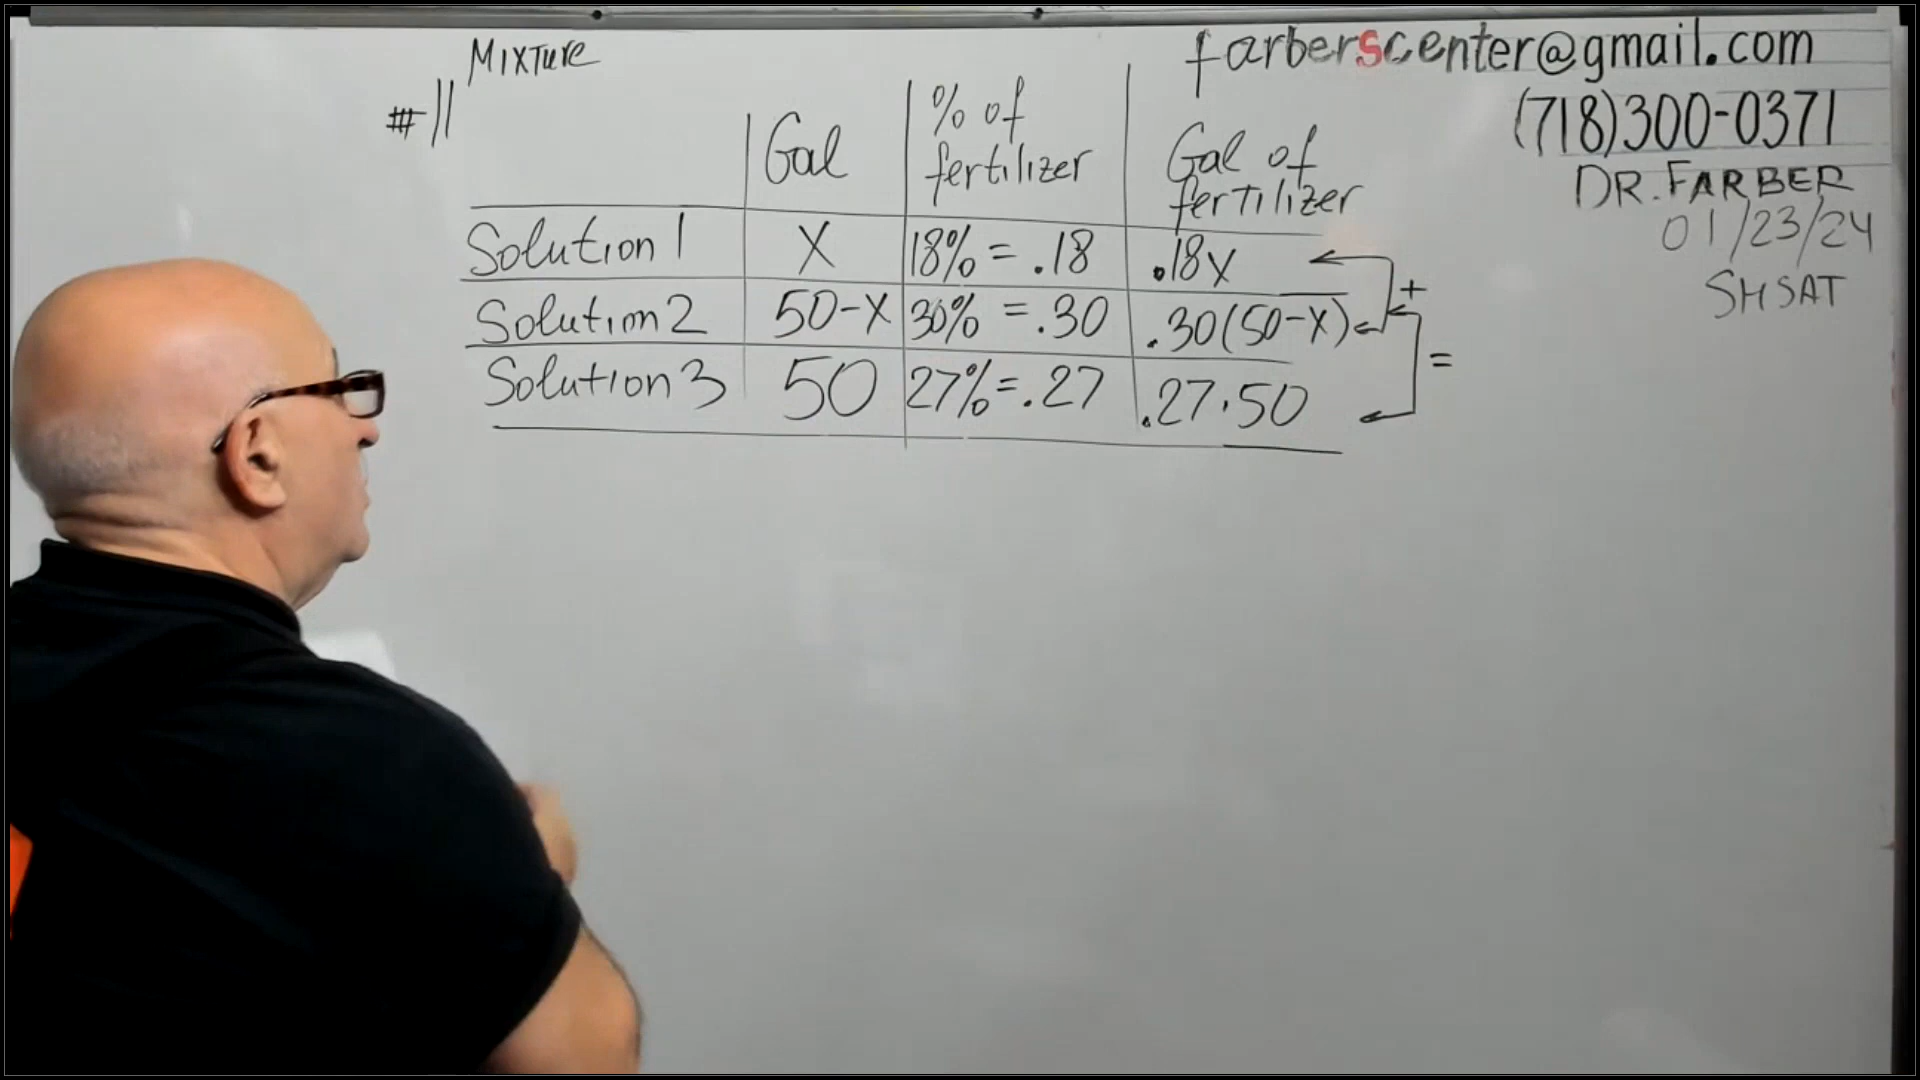 Mixture
#11
Gal
% of
fertilizer
Gal of
fertilizer
Solution 1 X 18% = .18 .18x
Solution 2 50-X 30% = .30 .30(50-X)
Solution 3 50 27% = .27 .27·50
+
=
farberscenter@gmail.com
(718)300-0371
DR. FARBER
01/23/24
SHSAT